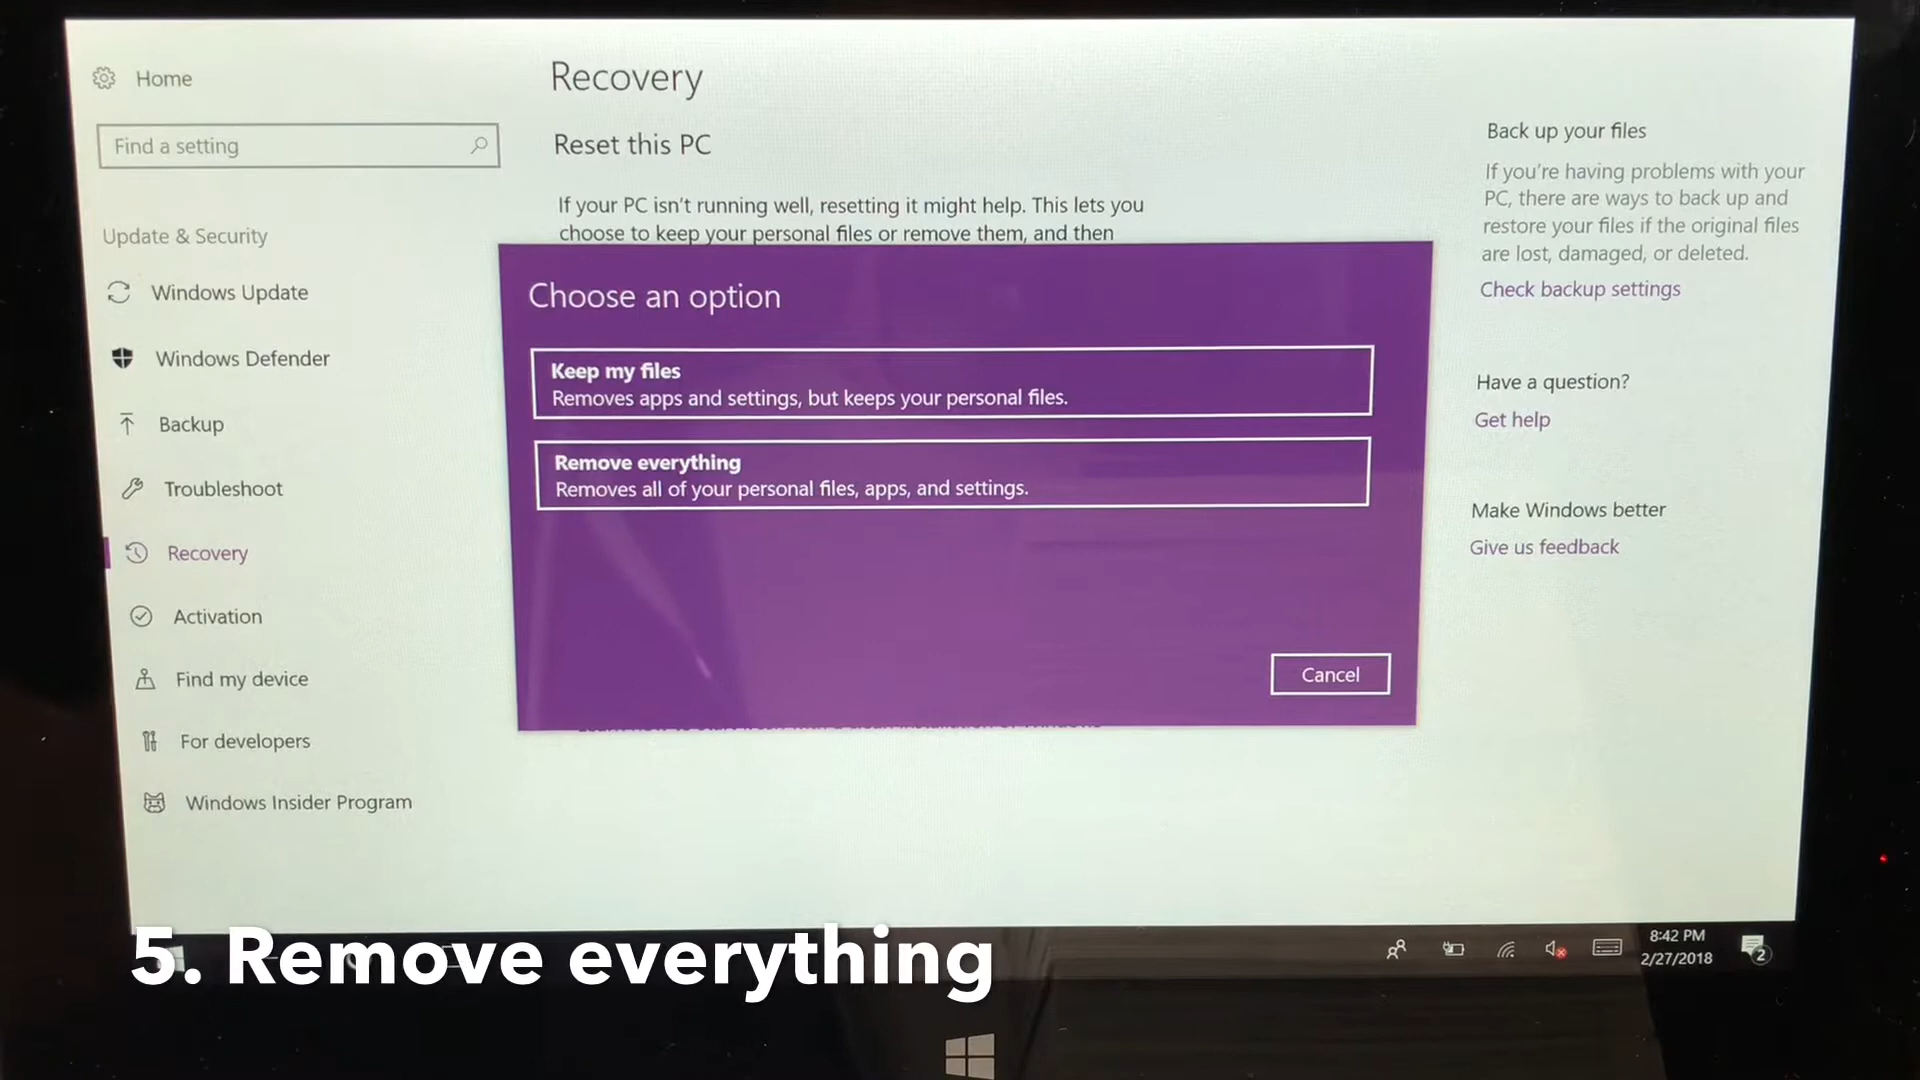 Home
Find a setting
Update & Security
Windows Update
Windows Defender
Backup
Troubleshoot
Recovery
Activation
Find my device
For developers
Windows Insider Program
Recovery
Reset this PC
If your PC isn't running well, resetting it might help. This lets you
choose to keep your personal files or remove them, and then
Choose an option
Keep my files
Removes apps and settings, but keeps your personal files.
Remove everything
Removes all of your personal files, apps, and settings.
Cancel
Back up your files
If you're having problems with your
PC, there are ways to back up and
restore your files if the original files
are lost, damaged, or deleted.
Check backup settings
Have a question?
Get help
Make Windows better
Give us feedback
8:42 PM
2/27/2018
2
5. Remove everything